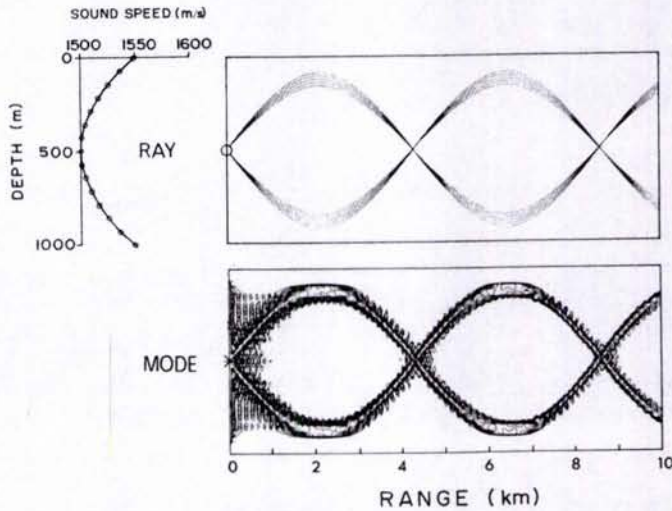 SOUND SPEED (m/s)
1500 1550 1600
0
500
1000
DEPTH (m)
RAY
MODE
0 2 4 6 8 10
RANGE (km)